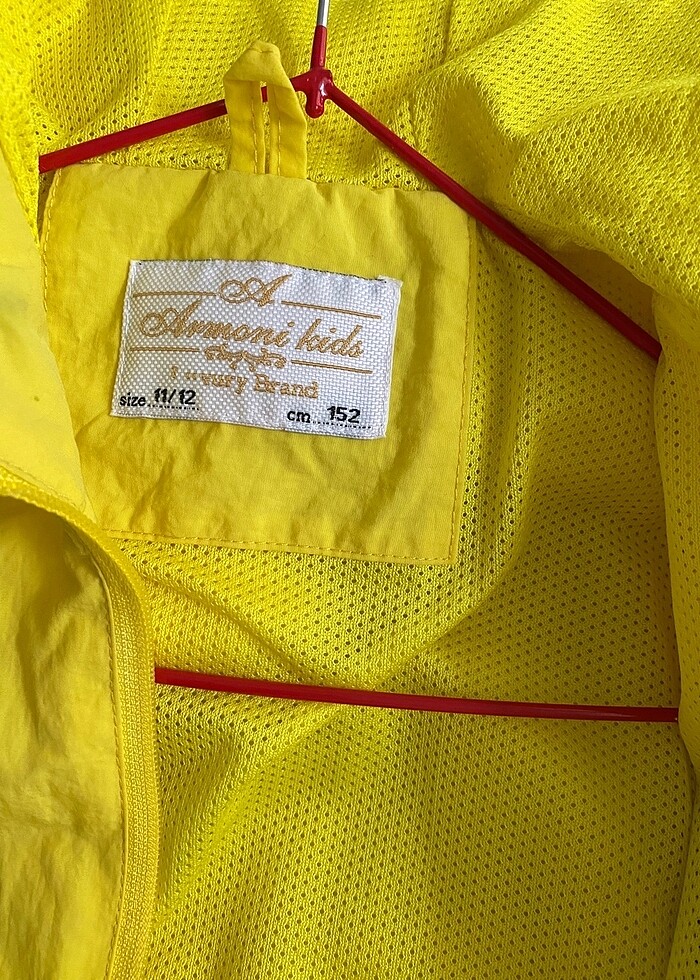 A
Armoni kids
Luxury Brand
size 11/12
cm 152